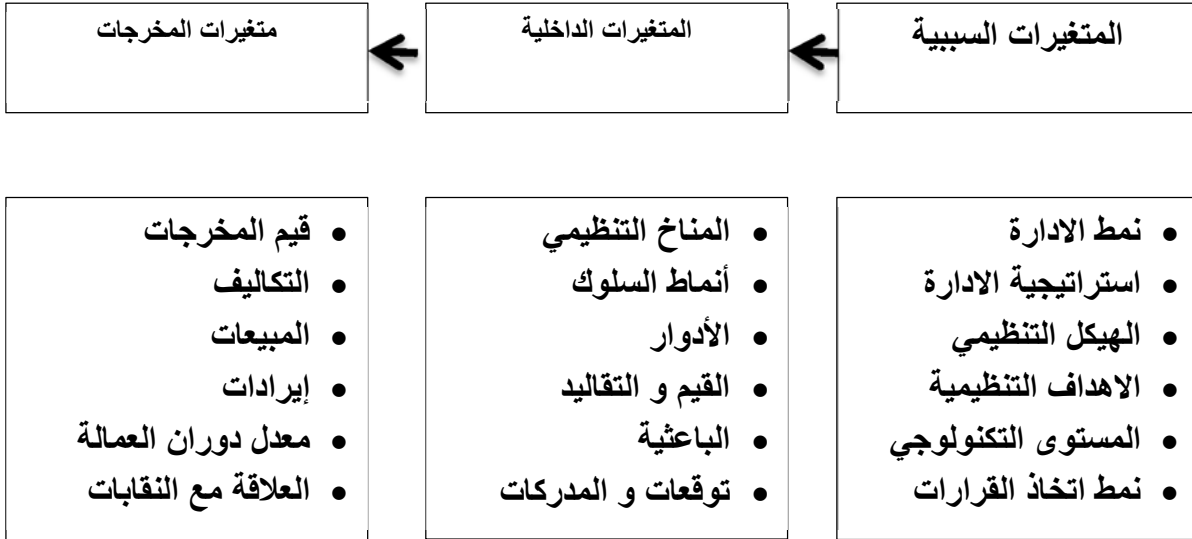 المتغيرات السببية
المتغيرات الداخلية
متغيرات المخرجات
• نمط الادارة
• استراتيجية الادارة
• الهيكل التنظيمي
• الاهداف التنظيمية
• المستوى التكنولوجي
• نمط اتخاذ القرارات
• المناخ التنظيمي
• أنماط السلوك
• الأدوار
• القيم و التقاليد
• الباعثية
• توقعات و المدركات
• قيم المخرجات
• التكاليف
• المبيعات
• إيرادات
• معدل دوران العمالة
• العلاقة مع النقابات